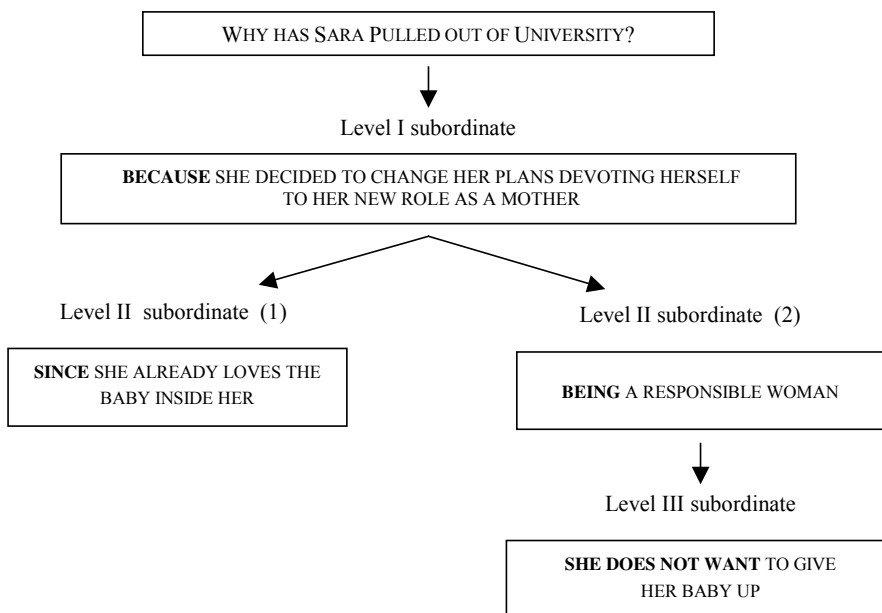 WHY HAS SARA PULLED OUT OF UNIVERSITY?
Level I subordinate
BECAUSE SHE DECIDED TO CHANGE HER PLANS DEVOTING HERSELF
TO HER NEW ROLE AS A MOTHER
Level II subordinate (1)
Level II subordinate (2)
SINCE SHE ALREADY LOVES THE
BABY INSIDE HER
BEING A RESPONSIBLE WOMAN
Level III subordinate
SHE DOES NOT WANT TO GIVE
HER BABY UP